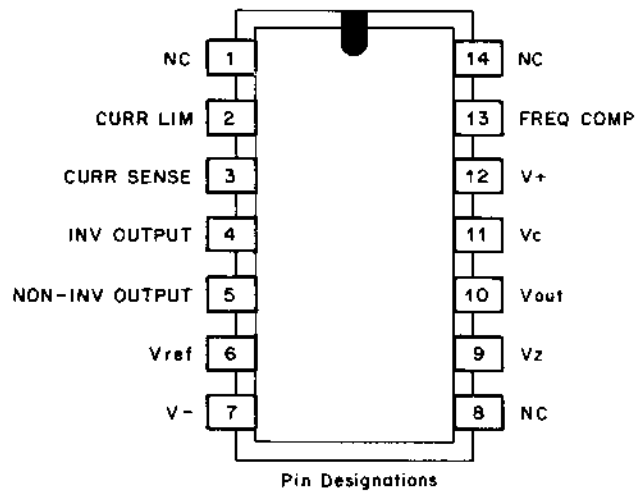 NC 1 14 NC
CURR LIM 2 13 FREQ COMP
CURR SENSE 3 12 V+
INV OUTPUT 4 11 Vc
NON-INV OUTPUT 5 10 Vout
Vref 6 9 Vz
V- 7 8 NC
Pin Designations